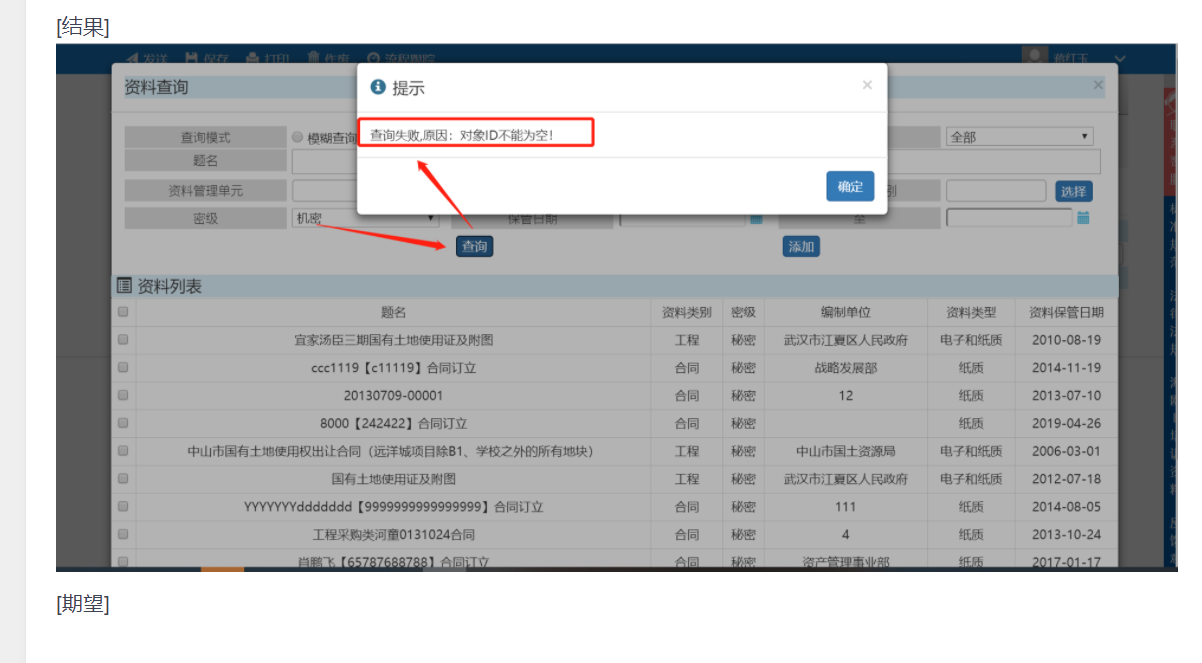 [结果]
发送 保存 打印 作废 流程跟踪
资料查询
提示
×
×
查询失败,原因：对象ID不能为空!
确定
查询模式 模糊查询 全部
题名
资料管理单元 别 选择
密级 机密 保管日期 至
查询 添加
资料列表
题名 资料类别 密级 编制单位 资料类型 资料保管日期
宜家汤臣三期国有土地使用证及附图 工程 秘密 武汉市江夏区人民政府 电子和纸质 2010-08-19
ccc1119【c11119】合同订立 合同 秘密 战略发展部 纸质 2014-11-19
20130709-00001 合同 秘密 12 纸质 2013-07-10
8000【242422】合同订立 合同 秘密 纸质 2019-04-26
中山市国有土地使用权出让合同（远洋城项目除B1、学校之外的所有地块） 工程 秘密 中山市国土资源局 电子和纸质 2006-03-01
国有土地使用证及附图 工程 秘密 武汉市江夏区人民政府 电子和纸质 2012-07-18
YYYYYYYddddddd【9999999999999999】合同订立 合同 秘密 111 纸质 2014-08-05
工程采购类河童0131024合同 合同 秘密 4 纸质 2013-10-24
肖鹏飞【65787688788】合同订立 合同 秘密 资产管理事业部 纸质 2017-01-17
[期望]